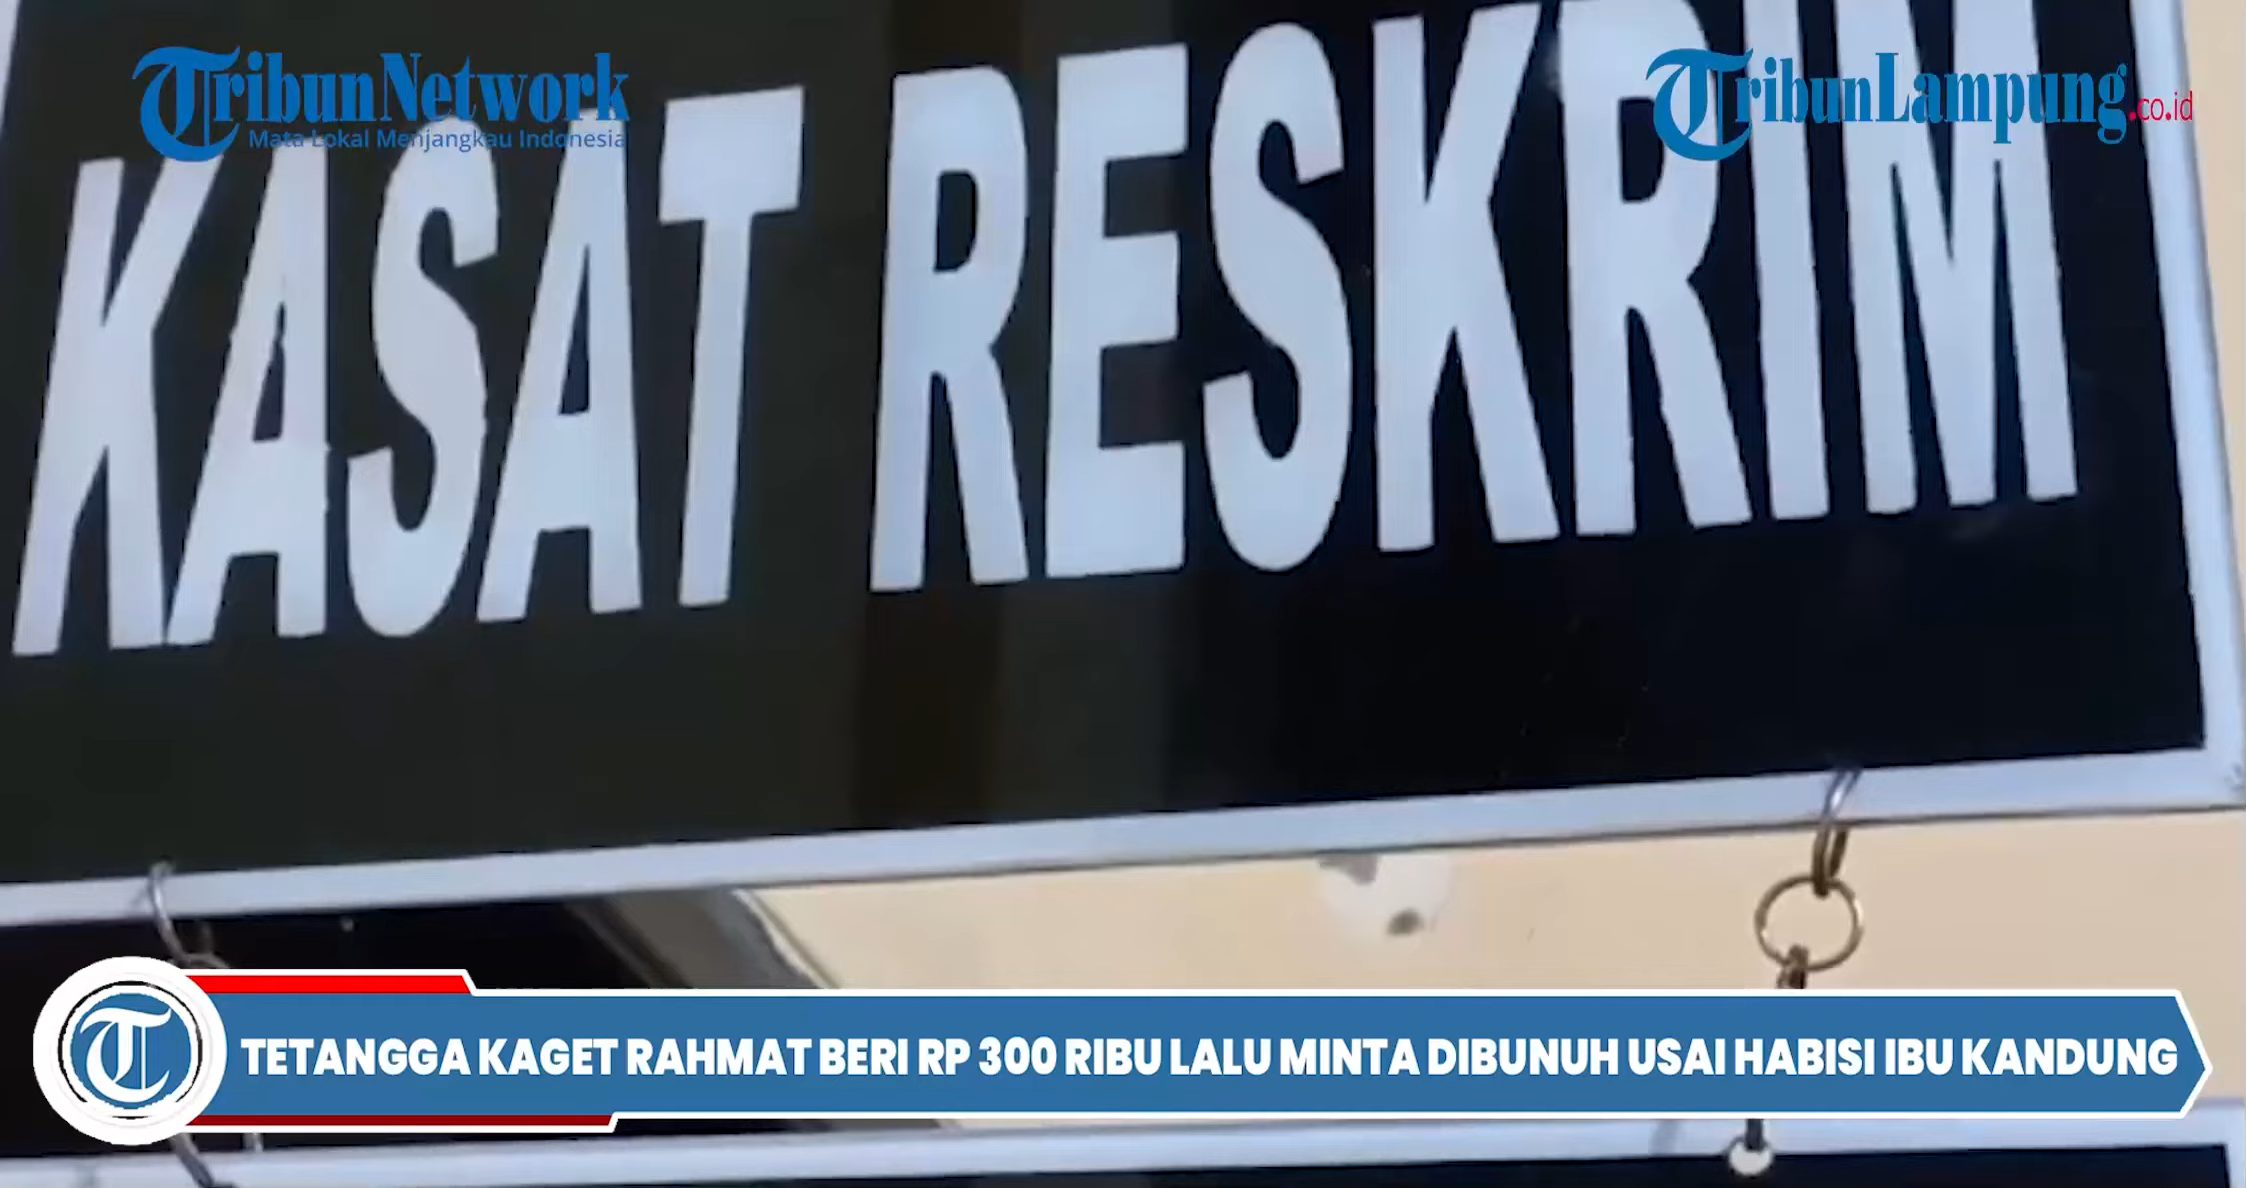 TribunNetwork
Mata Lokal Menjangkau Indonesia
TribunLampung.co.id
KASAT RESKRIM
TETANGGA KAGET RAHMAT BERI RP 300 RIBU LALU MINTA DIBUNUH USAI HABISI IBU KANDUNG